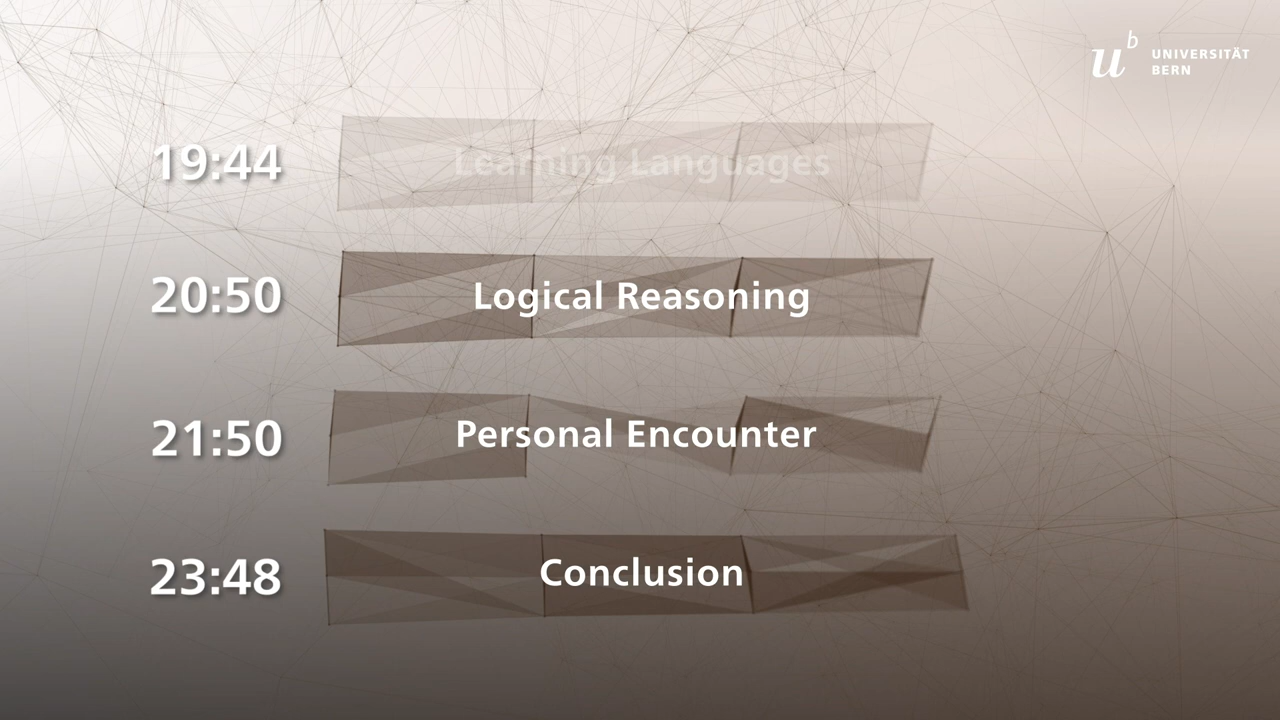 u b UNIVERSITÄT
BERN
19:44 Learning Languages
20:50 Logical Reasoning
21:50 Personal Encounter
23:48 Conclusion